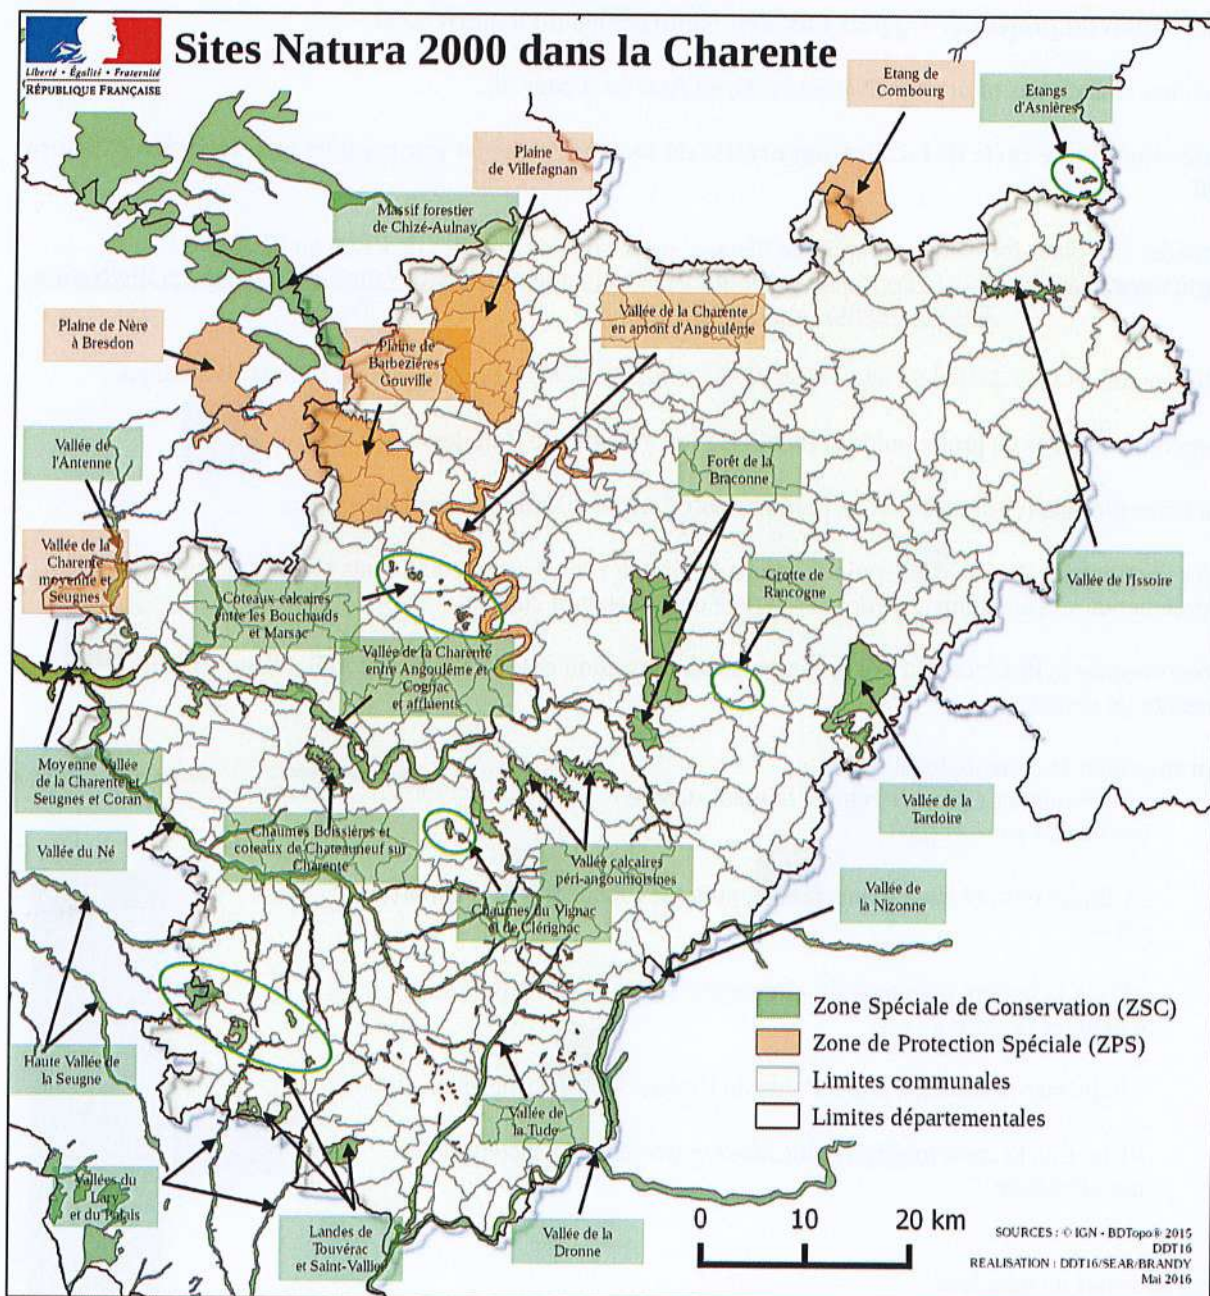 Liberté • Égalité • Fraternité
RÉPUBLIQUE FRANÇAISE
Sites Natura 2000 dans la Charente
Etang de
Combourg
Etangs
d'Asnières
Plaine
de Villefagnan
Massif forestier
de Chizé-Aulnay
Plaine de Nère
à Bresdon
Plaine de
Barbezières-
Gouville
Vallée de la Charente
en amont d'Angoulême
Vallée de
l'Antenne
Forêt de la
Braconne
Vallée de la
Charente
moyenne et
Seugnes
Coteaux calcaires
entre les Bouchauds
et Marsac
Grotte de
Rancogne
Vallée de l'Issoire
Vallée de la Charente
entre Angoulême et
Cognac
et affluents
Moyenne Vallée
de la Charente et
Seugnes et Coran
Vallée de la
Tardoire
Vallée du Né
Chaumes Boissières et
coteaux de Chateauneuf sur
Charente
Vallée calcaires
péri-angoumoisines
Vallée de
la Nizonne
Chaumes du Vignac
et de Clérignac
Haute Vallée de
la Seugne
Vallée de
la Tude
Vallées du
Lary
et du Palais
Landes de
Touvérac
et Saint-Vallier
Vallée de la
Dronne
Zone Spéciale de Conservation (ZSC)
Zone de Protection Spéciale (ZPS)
Limites communales
Limites départementales
0 10 20 km
SOURCES : © IGN - BDTopo® 2015
DDT16
REALISATION : DDT16/SEAR/BRANDY
Mai 2016